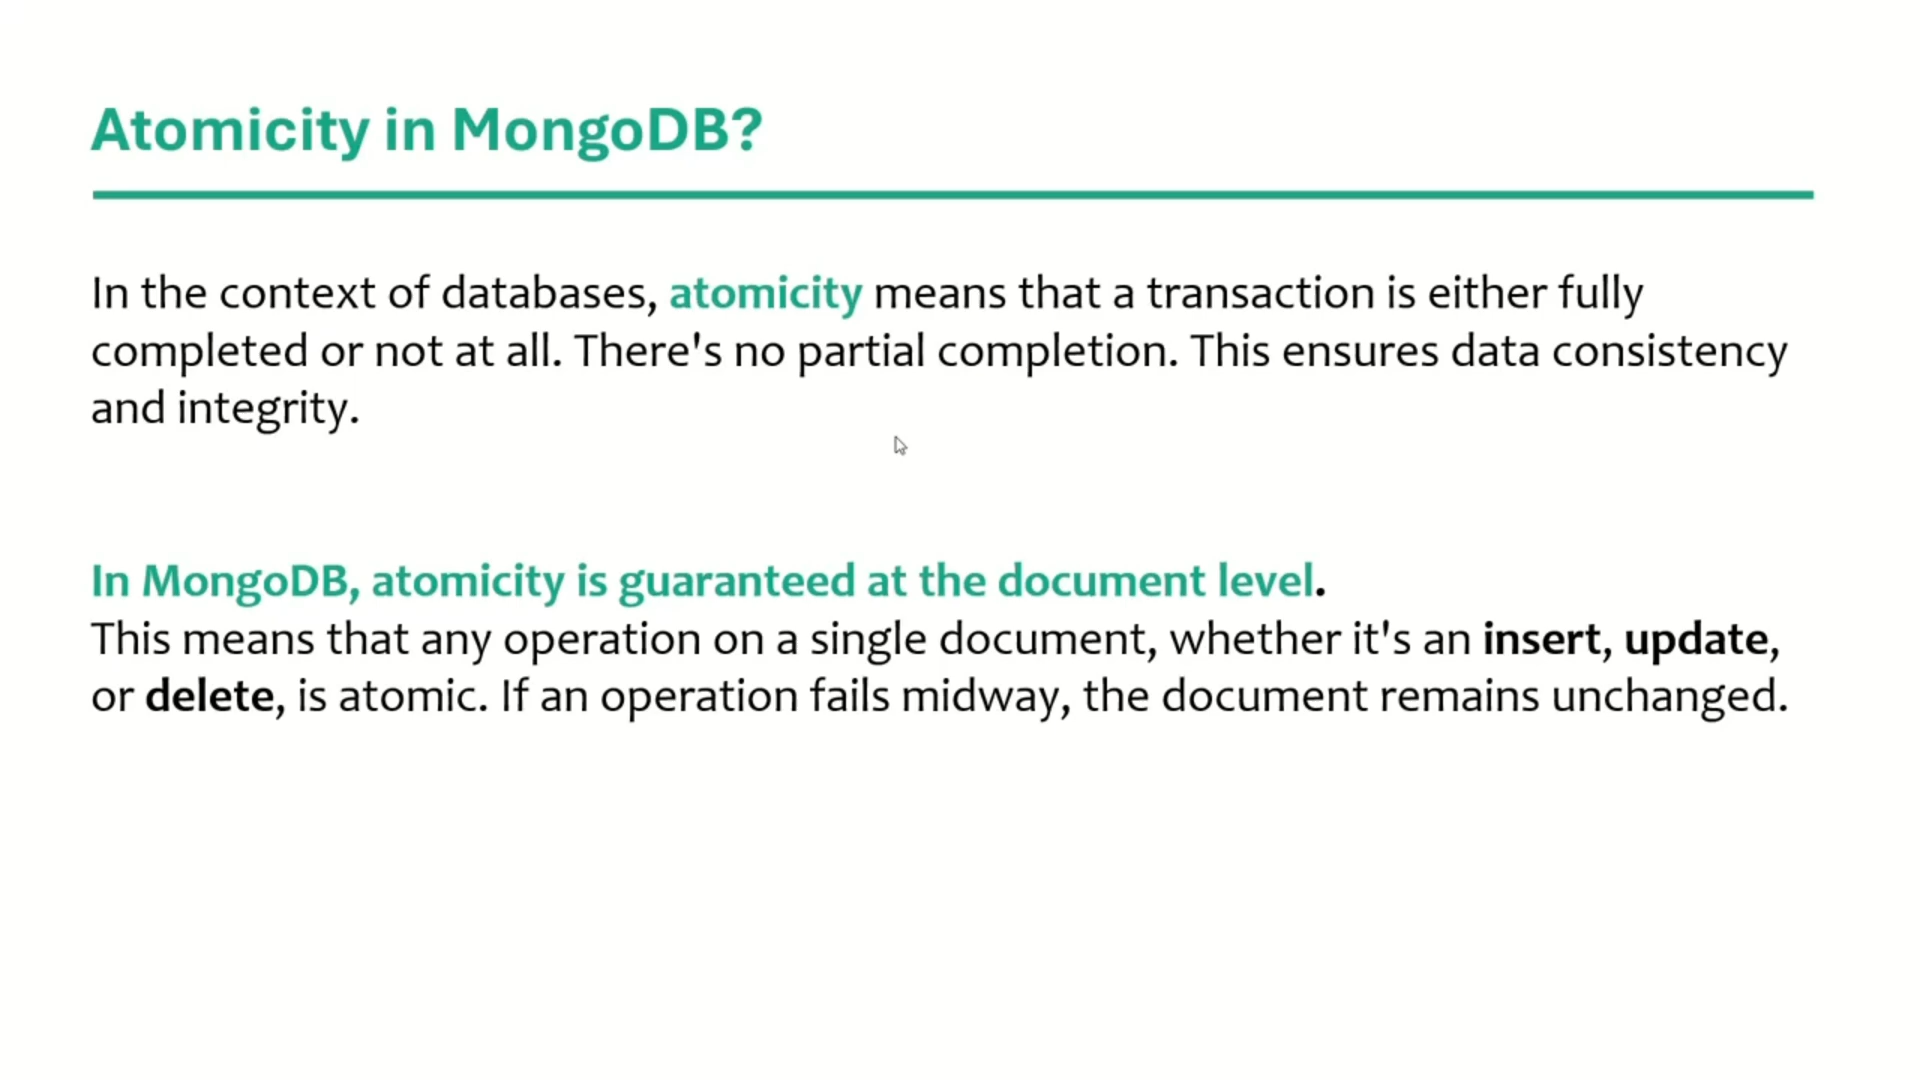 Atomicity in MongoDB?
In the context of databases, atomicity means that a transaction is either fully
completed or not at all. There's no partial completion. This ensures data consistency
and integrity.
In MongoDB, atomicity is guaranteed at the document level.
This means that any operation on a single document, whether it's an insert, update,
or delete, is atomic. If an operation fails midway, the document remains unchanged.